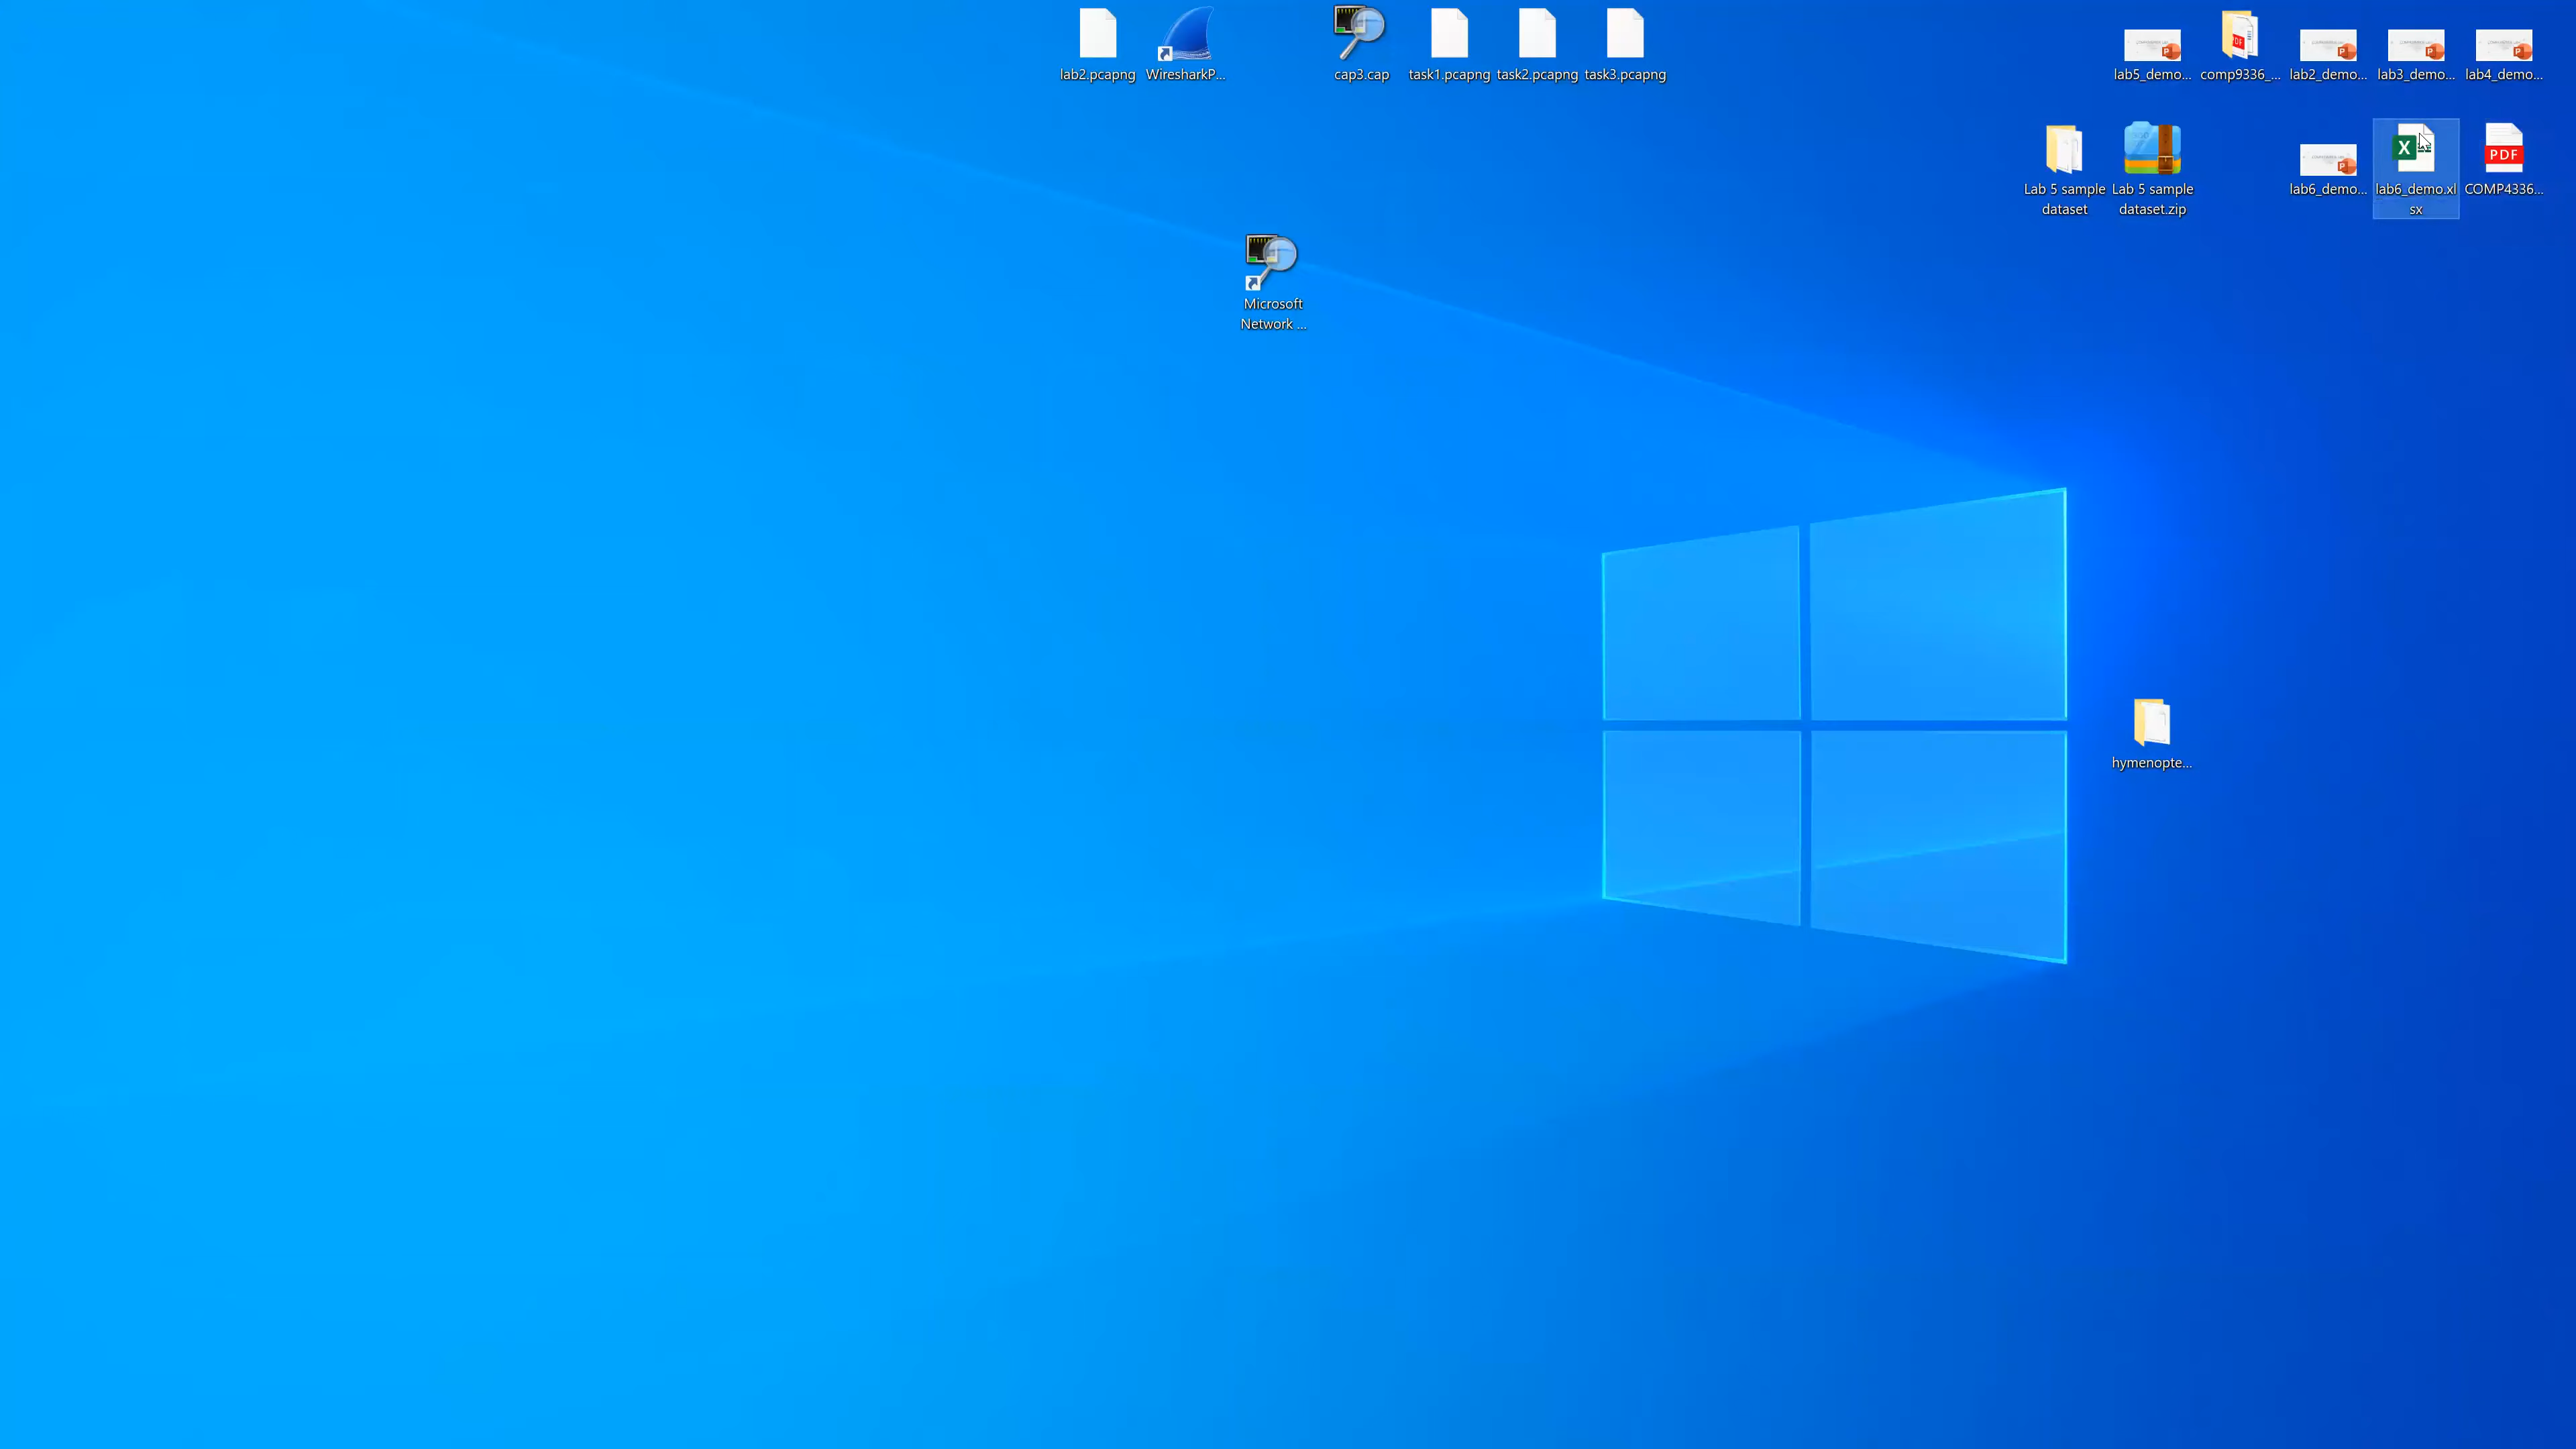 lab2.pcapng
WiresharkP...
cap3.cap
task1.pcapng
task2.pcapng
task3.pcapng
lab5_demo...
comp9336_...
lab2_demo...
lab3_demo...
lab4_demo...
Lab 5 sample
dataset
Lab 5 sample
dataset.zip
lab6_demo...
lab6_demo.xl
sx
COMP4336...
PDF
Microsoft
Network ...
hymenopte...